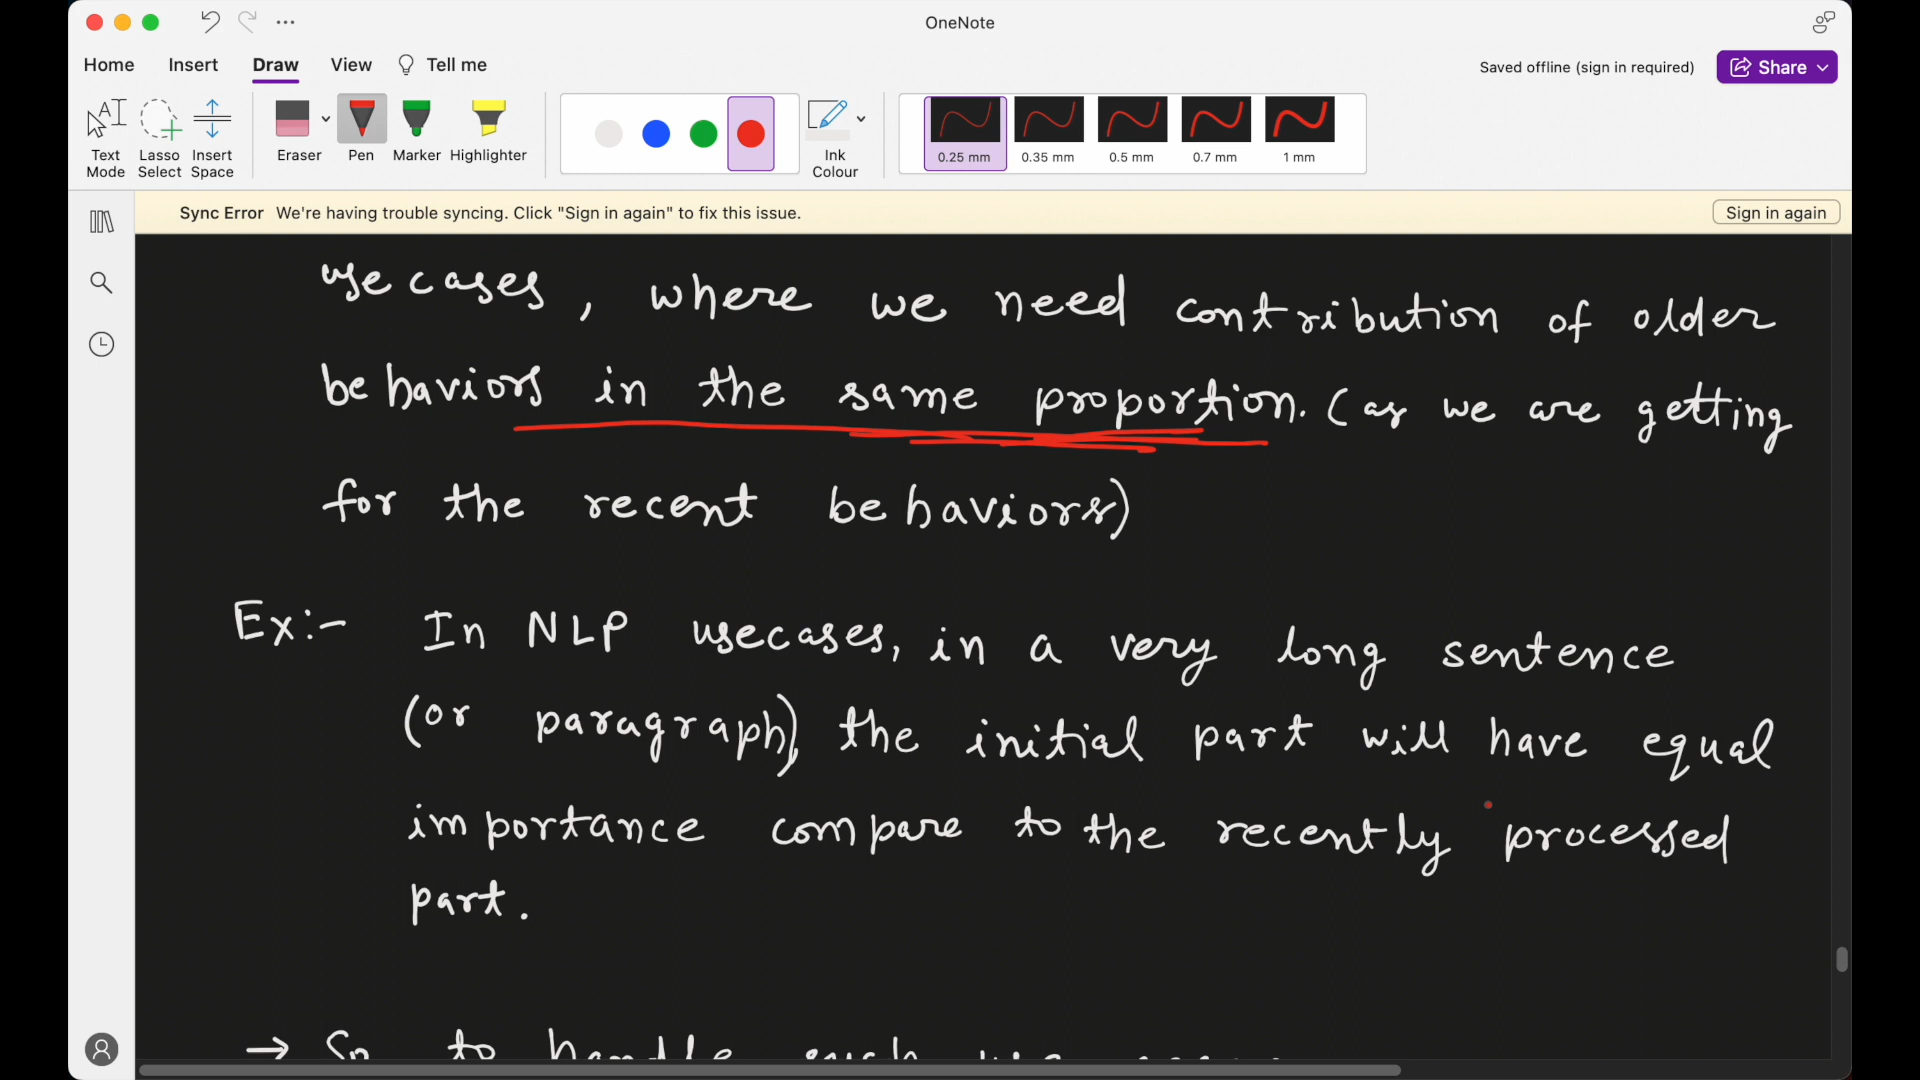 OneNote
Home Insert Draw View Tell me
Saved offline (sign in required)
Share
Text Mode
Lasso Select
Insert Space
Eraser
Pen
Marker
Highlighter
Ink Colour
0.25 mm
0.35 mm
0.5 mm
0.7 mm
1 mm
Sync Error We're having trouble syncing. Click "Sign in again" to fix this issue.
Sign in again
usecases, where we need contribution of older
behaviors in the same proportion. (as we are getting
for the recent behaviors)
Ex:- In NLP usecases, in a very long sentence
(or paragraph), the initial part will have equal
importance compare to the recently processed
part.
→ So to handle such